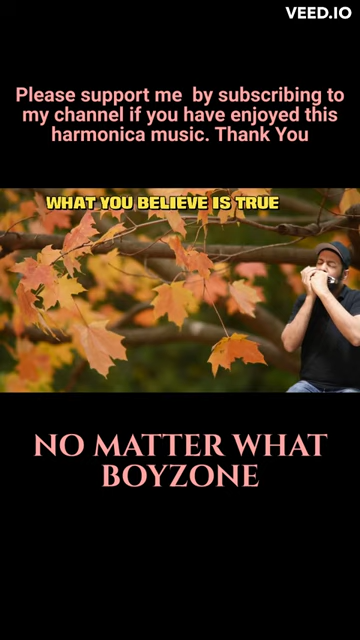 VEED.IO
Please support me by subscribing to
my channel if you have enjoyed this
harmonica music. Thank You
WHAT YOU BELIEVE IS TRUE
NO MATTER WHAT
BOYZONE